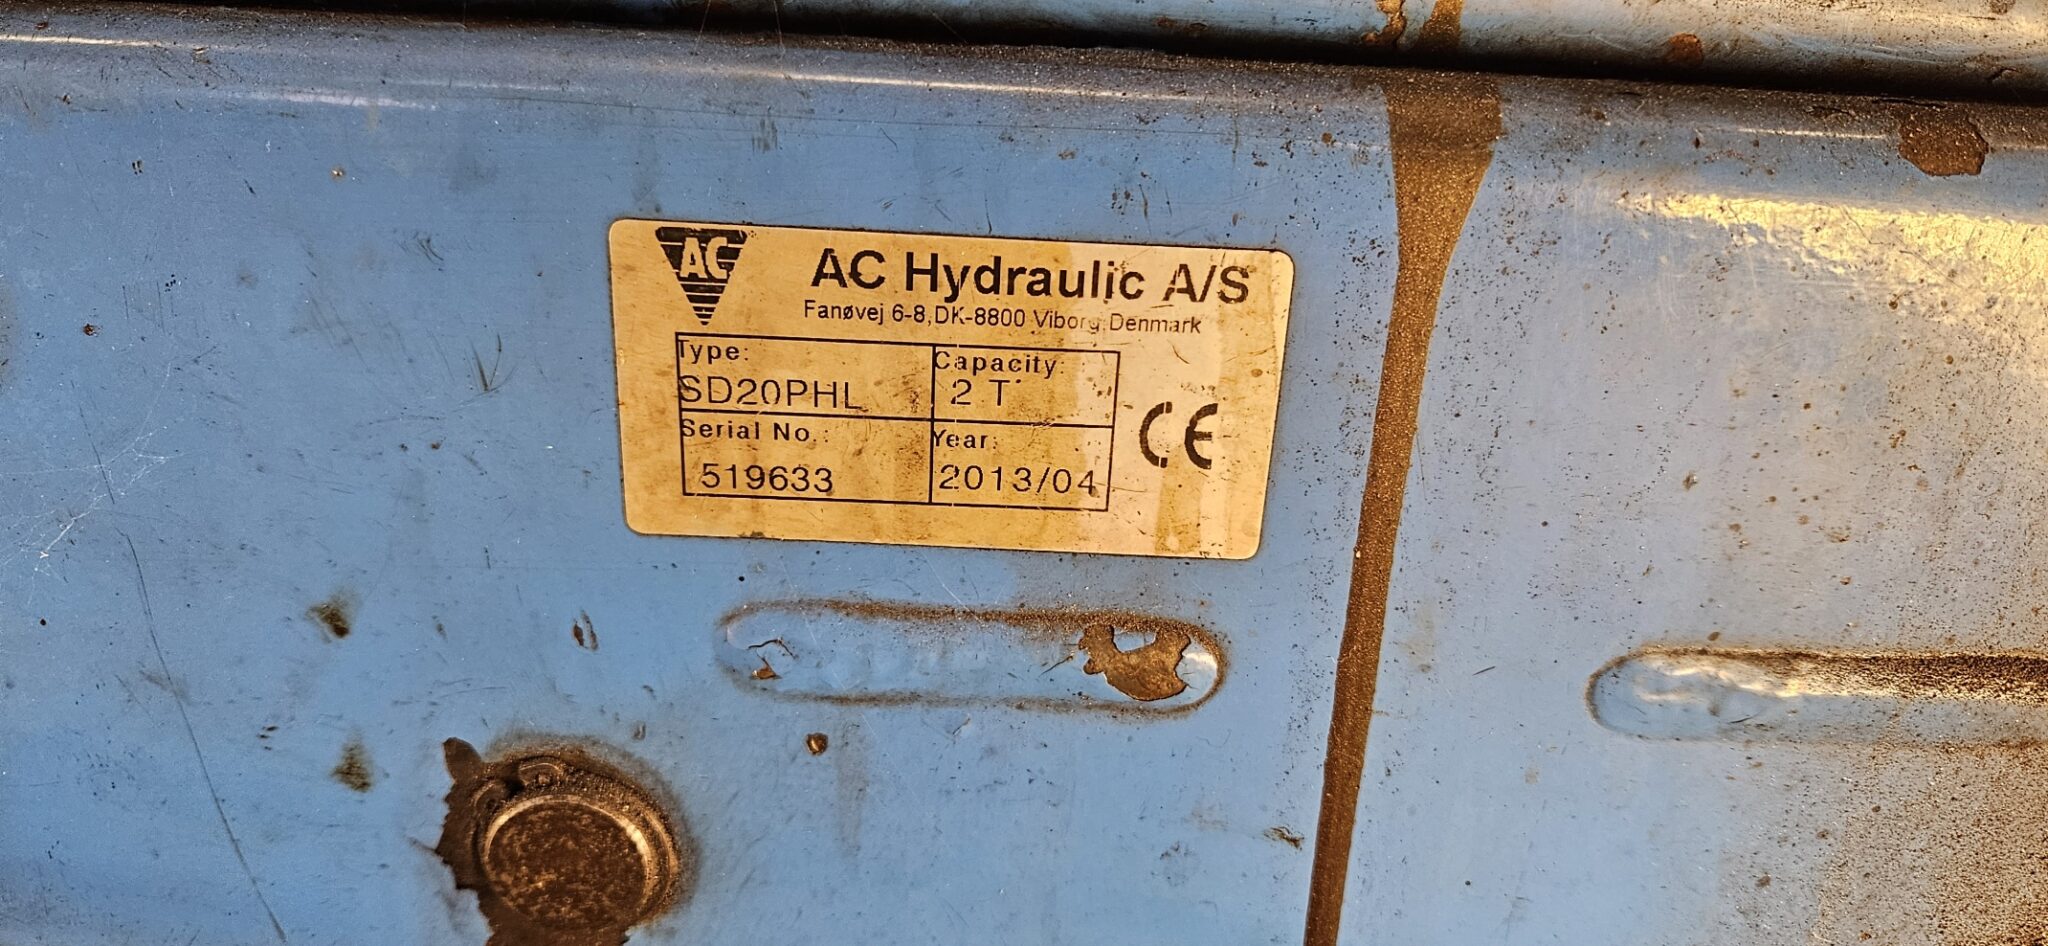 AC
AC Hydraulic A/S
Fanøvej 6-8,DK-8800 Viborg,Denmark
Type:
Capacity:
SD20PHL
2 T
Serial No.:
Year:
519633
2013/04
CE